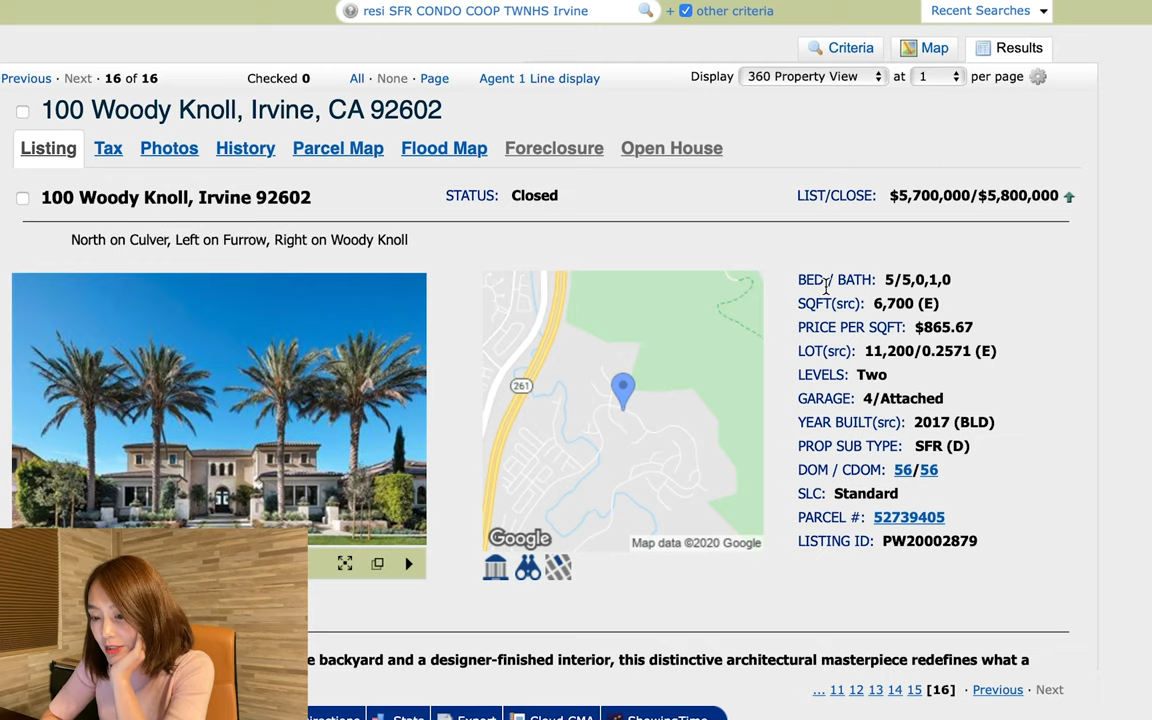 resi SFR CONDO COOP TWNHS Irvine + other criteria Recent Searches
Criteria Map Results
Previous · Next · 16 of 16 Checked 0 All · None · Page Agent 1 Line display Display 360 Property View at 1 per page
100 Woody Knoll, Irvine, CA 92602
Listing Tax Photos History Parcel Map Flood Map Foreclosure Open House
100 Woody Knoll, Irvine 92602 STATUS: Closed LIST/CLOSE: $5,700,000/$5,800,000
North on Culver, Left on Furrow, Right on Woody Knoll
BED / BATH: 5/5,0,1,0
SQFT(src): 6,700 (E)
PRICE PER SQFT: $865.67
LOT(src): 11,200/0.2571 (E)
LEVELS: Two
GARAGE: 4/Attached
YEAR BUILT(src): 2017 (BLD)
PROP SUB TYPE: SFR (D)
DOM / CDOM: 56/56
SLC: Standard
PARCEL #: 52739405
LISTING ID: PW20002879
261
Google Map data ©2020 Google
e backyard and a designer-finished interior, this distinctive architectural masterpiece redefines what a
... 11 12 13 14 15 [16] · Previous · Next
Stats Export Cloud CMA ShowingTime